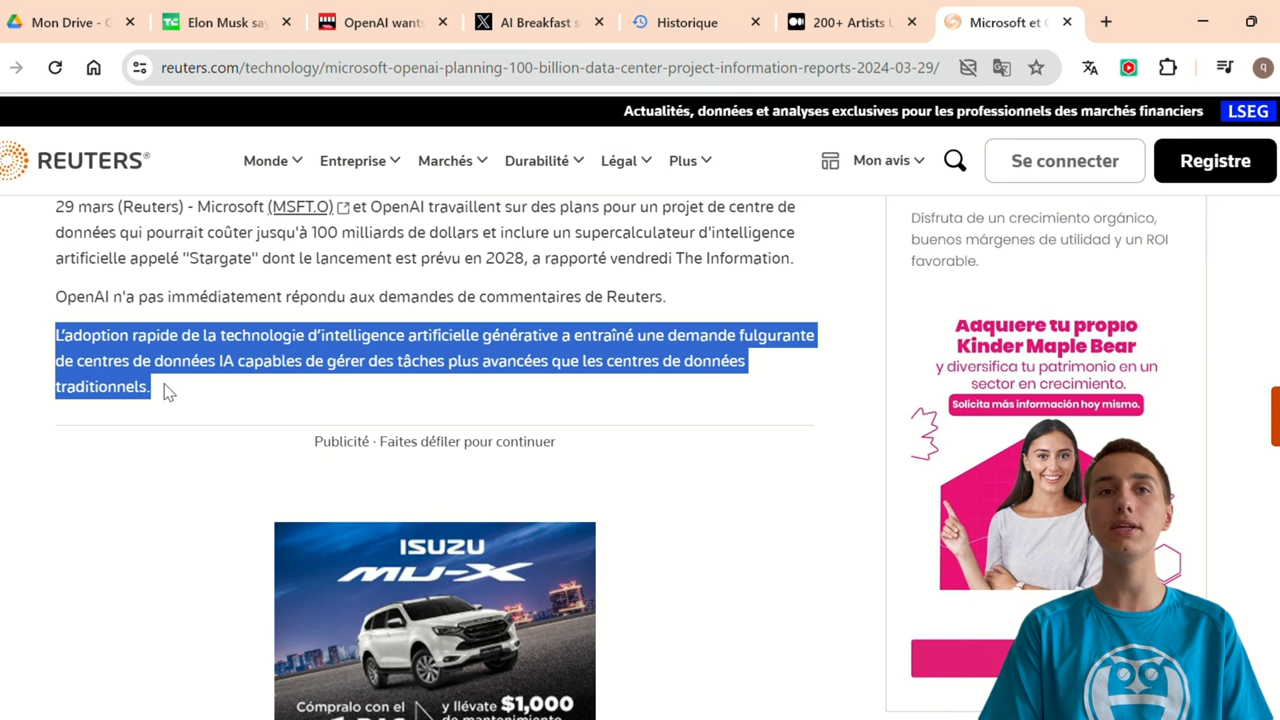 Mon Drive - G
Elon Musk say
OpenAI wants
AI Breakfast s
Historique
200+ Artists U
Microsoft et O
reuters.com/technology/microsoft-openai-planning-100-billion-data-center-project-information-reports-2024-03-29/
q
Actualités, données et analyses exclusives pour les professionnels des marchés financiers
LSEG
REUTERS®
Monde
Entreprise
Marchés
Durabilité
Légal
Plus
Mon avis
Se connecter
Registre
29 mars (Reuters) - Microsoft (MSFT.O) et OpenAI travaillent sur des plans pour un projet de centre de
données qui pourrait coûter jusqu'à 100 milliards de dollars et inclure un supercalculateur d'intelligence
artificielle appelé "Stargate" dont le lancement est prévu en 2028, a rapporté vendredi The Information.
OpenAI n'a pas immédiatement répondu aux demandes de commentaires de Reuters.
L'adoption rapide de la technologie d'intelligence artificielle générative a entraîné une demande fulgurante
de centres de données IA capables de gérer des tâches plus avancées que les centres de données
traditionnels.
Publicité · Faites défiler pour continuer
ISUZU
MU-X
Cómpralo con el
y llévate $1,000
Disfruta de un crecimiento orgánico,
buenos márgenes de utilidad y un ROI
favorable.
Adquiere tu propio
Kinder Maple Bear
y diversifica tu patrimonio en un
sector en crecimiento.
Solicita más información hoy mismo.